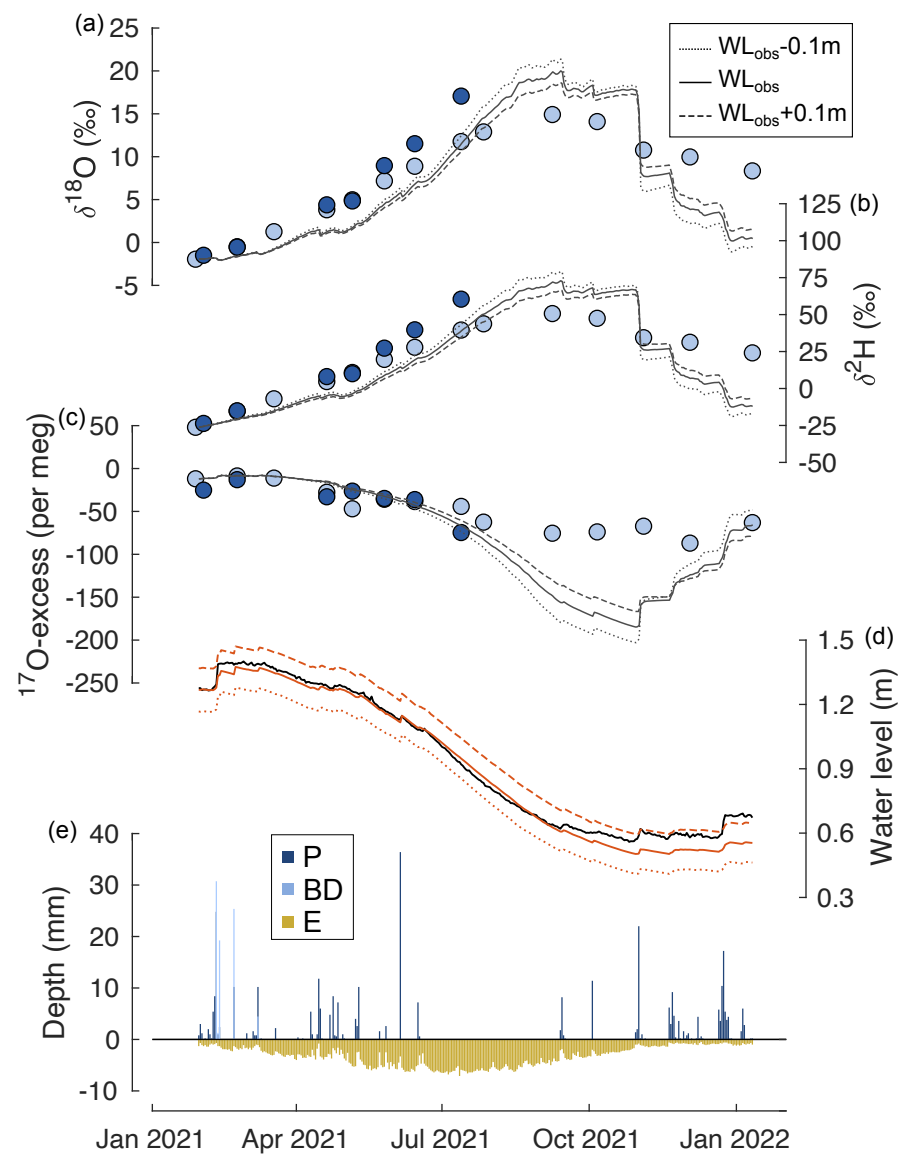 (a)
25
20
15
10
5
0
-5
δ¹⁸O (‰)
WLobs-0.1m
WLobs
WLobs+0.1m
(b)
125
100
75
50
25
0
-25
-50
δ²H (‰)
(c)
50
0
-50
-100
-150
-200
-250
¹⁷O-excess (per meg)
(d)
1.5
1.2
0.9
0.6
0.3
Water level (m)
(e)
40
30
20
10
0
-10
Depth (mm)
P
BD
E
Jan 2021 Apr 2021 Jul 2021 Oct 2021 Jan 2022